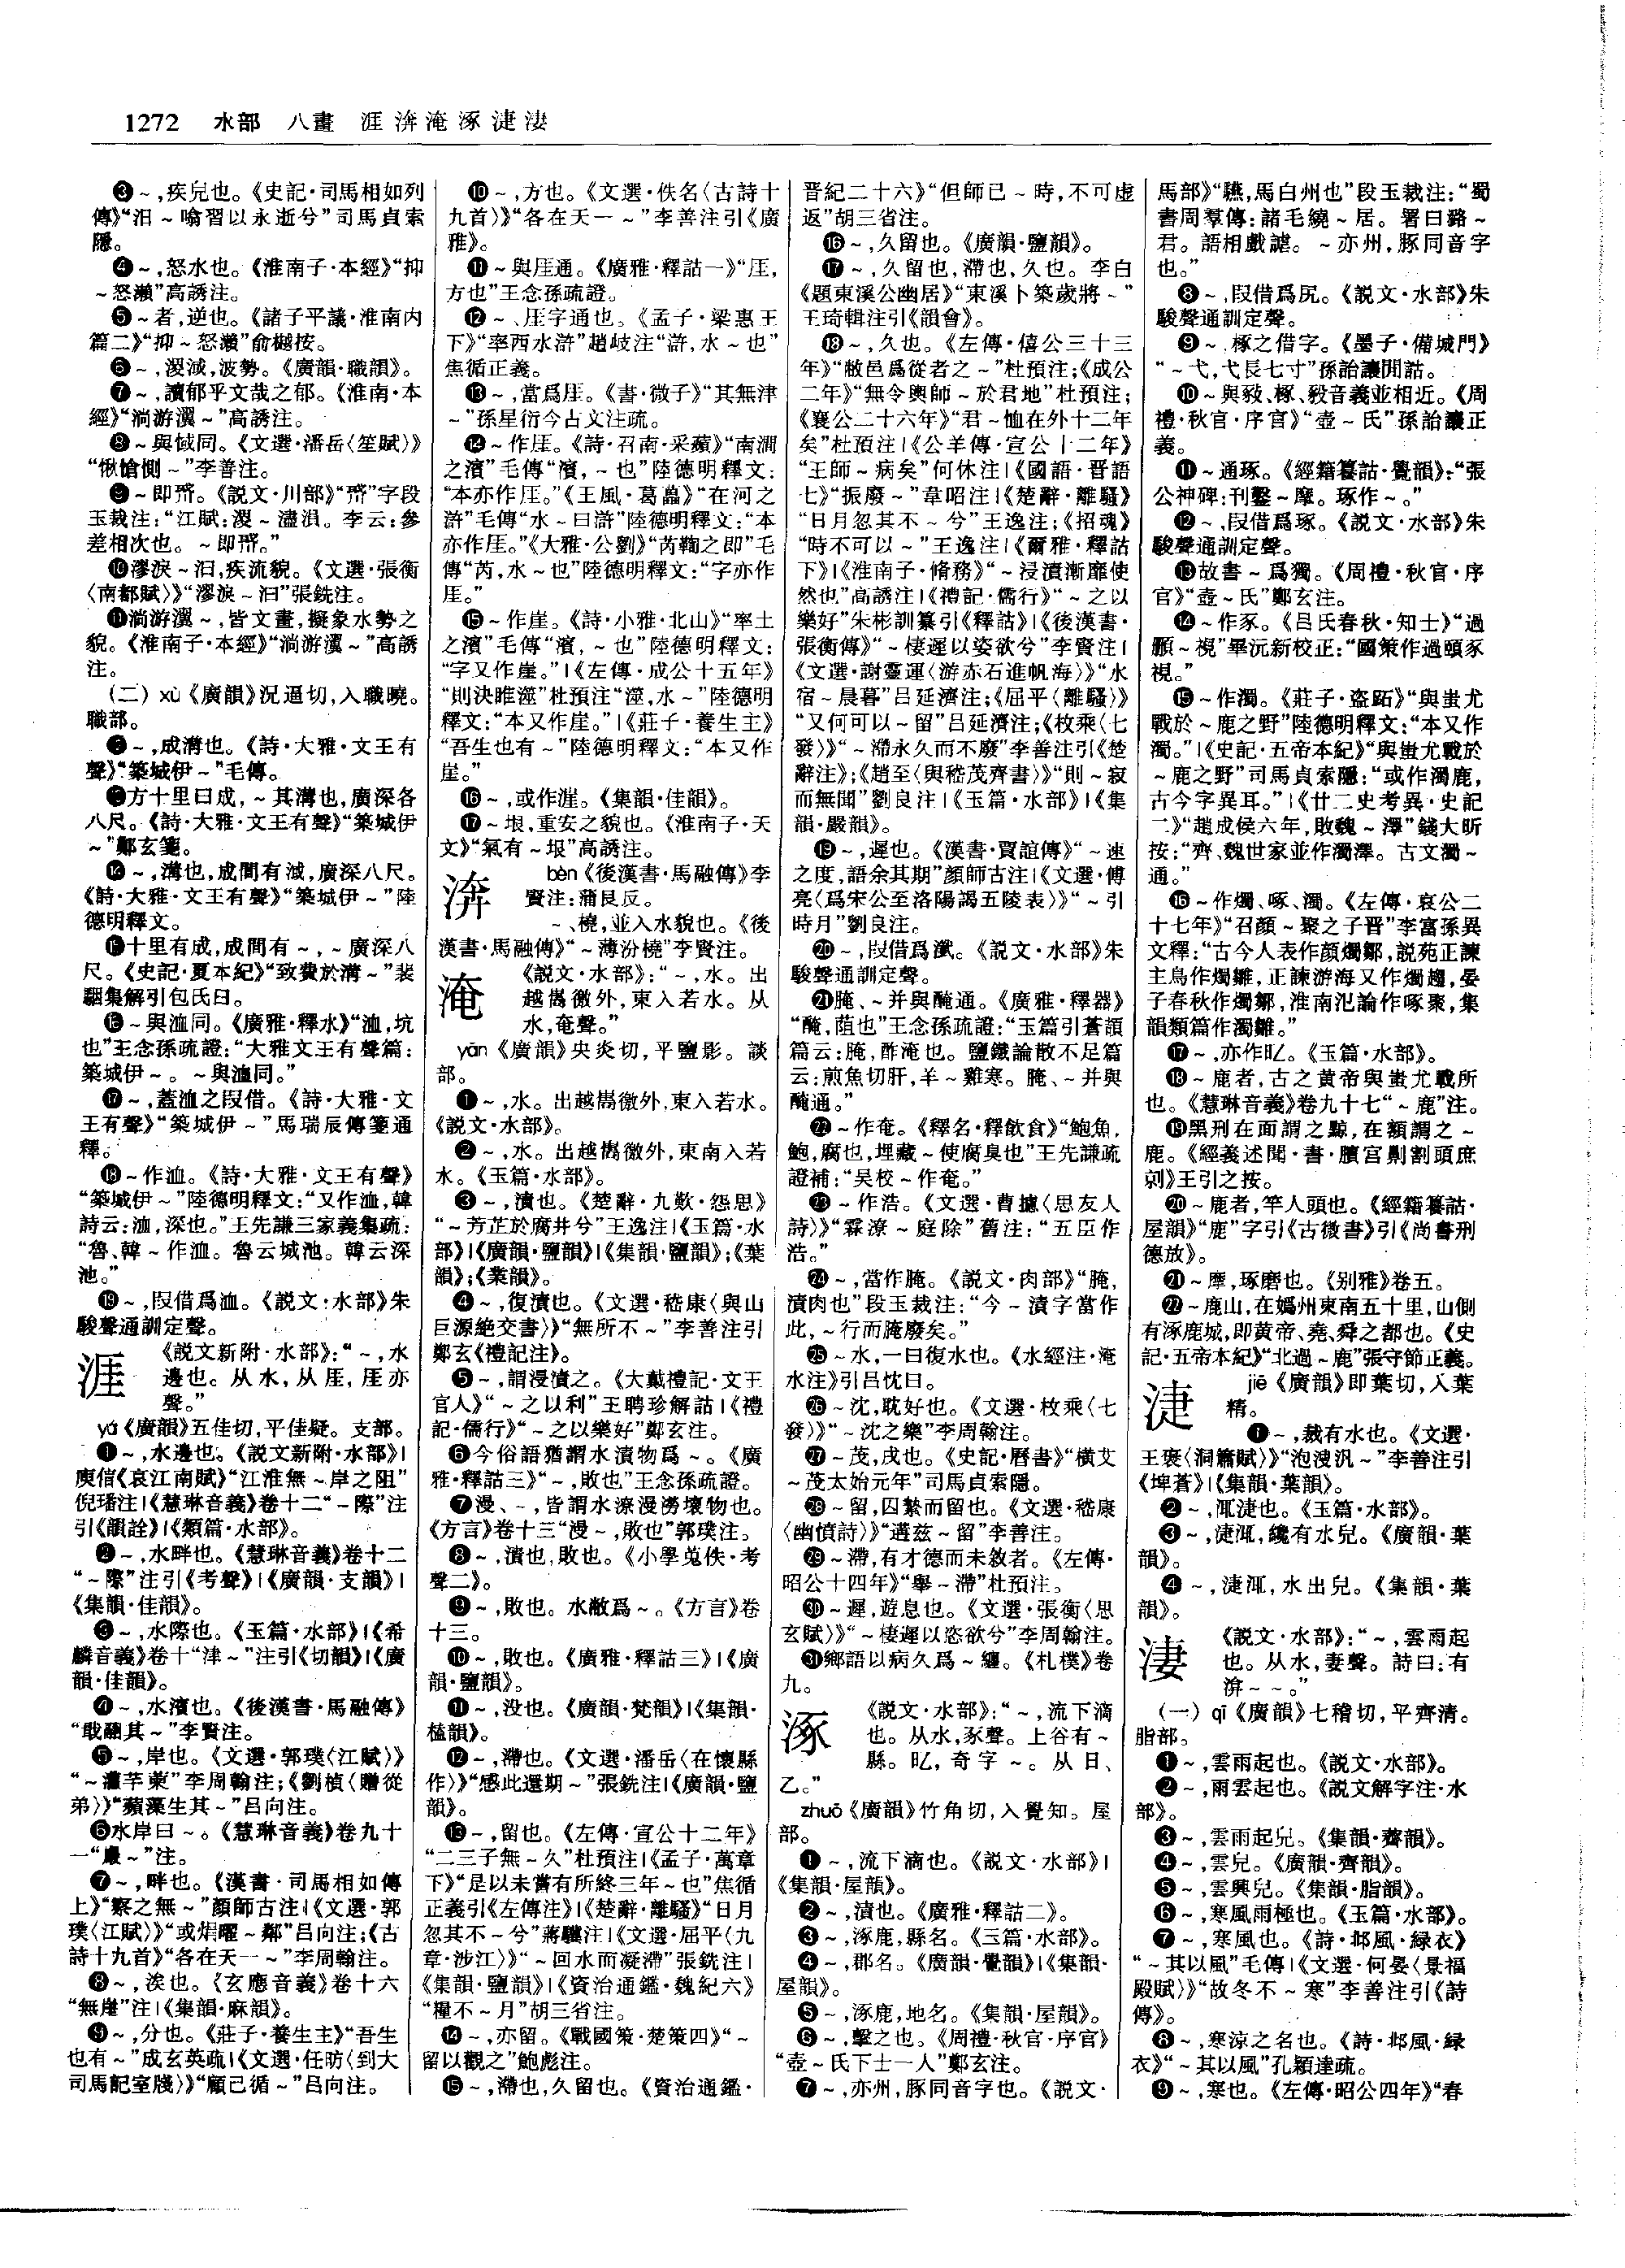 1272 水部 八畫 涯渀淹涿淁淒
❸～,疾皃也。《史記·司馬相如列
傳》“汨～噏習以永逝兮”司馬貞索
隱。
❹～,怒水也。《淮南子·本經》“抑
～怒瀨”高誘注。
❺～者,逆也。《諸子平議·淮南内
篇二》“抑～怒瀨”俞樾按。
❻～,淢,波勢。《廣韻·職韻》。
❼～,讀郁乎文哉之郁。《淮南·本
經》“淌游瀷～”高誘注。
❽～與惐同。《文選·潘岳〈笙賦〉》
“愀愴惻～”李善注。
❾～即𣶒。《説文·川部》字段
玉裁注:“江賦:溭～濜溳。李云:參
差相次也。～即。”
❿漻淚～汨,疾流貌。《文選·張衡
〈南都賦〉》“漻淚～汨”張銑注。
⓫淌游瀷～,皆文畫,擬象水勢之
貌。《淮南子·本經》“淌游瀷～”高誘
注。
(二)xù《廣韻》況逼切,入職曉。
職部。
⓬～,成溝也。《詩·大雅·文王有
聲》“築城伊～”毛傳。
⓭方十里曰成,～其溝也,廣深各
八尺。《詩·大雅·文王有聲》“築城伊
～”鄭玄箋。
⓮～,溝也,成間有淢,廣深八尺。
《詩·大雅·文王有聲》“築城伊～”陸
德明釋文。
⓯十里有成,成間有～,～廣深八
尺。《史記·夏本紀》“致費於溝～”裴
駰集解引包氏曰。
⓰～與洫同。《廣雅·釋水》“洫,坑
也”王念孫疏證:“大雅文王有聲篇:
築城伊～。～與洫同。”
⓱～,蓋洫之叚借。《詩·大雅·文
王有聲》“築城伊～”馬瑞辰傳箋通
釋。
⓲～作洫。《詩·大雅·文王有聲》
“築城伊～”陸德明釋文:“又作洫,韓
詩云:洫,深也。”王先謙三家義集疏:
“魯、韓～作洫。魯云城池。韓云深
池。”
⓳～,叚借爲洫。《説文·水部》朱
駿聲通訓定聲。
涯 《説文新附·水部》:“～,水
邊也。从水,从厓,厓亦
聲。”
yá《廣韻》五佳切,平佳疑。支部。
❶～,水邊也。《説文新附·水部》|
庾信《哀江南賦》“江淮無～岸之阻”
倪璠注|《慧琳音義》卷十二“～際”注
引《韻詮》|《類篇·水部》。
❷～,水畔也。《慧琳音義》卷十二
“～際”注引《考聲》|《廣韻·支韻》|
《集韻·佳韻》。
❸～,水際也。《玉篇·水部》|《希
麟音義》卷十“津～”注引《切韻》|《廣
韻·佳韻》。
❹～,水濱也。《後漢書·馬融傳》
“戢翮其～”李賢注。
❺～,岸也。《文選·郭璞〈江賦〉》
“～灌芊萰”李周翰注;《劉楨〈贈從
弟〉》“蘋藻生其～”吕向注。
❻水岸曰～。《慧琳音義》卷九十
一“巖～”注。
❼～,畔也。《漢書·司馬相如傳
上》“察之無～”顔師古注|《文選·郭
璞〈江賦〉》“或焆曜～鄰”吕向注;《古
詩十九首》“各在天一～”李周翰注。
❽～,涘也。《玄應音義》卷十六
“無崖”注|《集韻·麻韻》。
❾～,分也。《莊子·養生主》“吾生
也有～”成玄英疏|《文選·任昉〈到大
司馬記室牋〉》“顧己循～”吕向注。
❿～,方也。《文選·佚名〈古詩十
九首〉》“各在天一～”李善注引《廣
雅》。
⓫～與厓通。《廣雅·釋詁一》“厓,
方也”王念孫疏證。
⓬～、厓字通也。《孟子·梁惠王
下》“率西水滸”趙岐注“滸,水～也”
焦循正義。
⓭～,當爲厓。《書·微子》“其無津
～”孫星衍今古文注疏。
⓮～作厓。《詩·召南·采蘋》“南澗
之濱”毛傳“濱,～也”陸德明釋文:
“本亦作厓。”《王風·葛藟》“在河之
滸”毛傳“水～曰滸”陸德明釋文:“本
亦作厓。”《大雅·公劉》“芮鞫之即”毛
傳“芮,水～也”陸德明釋文:“字亦作
厓。”
⓯～作崖。《詩·小雅·北山》“率土
之濱”毛傳“濱,～也”陸德明釋文:
“字又作崖。”|《左傳·成公十五年》
“則決睢澨”杜預注“澨,水～”陸德明
釋文:“本又作崖。”|《莊子·養生主》
“吾生也有～”陸德明釋文:“本又作
崖。”
⓰～,或作漄。《集韻·佳韻》。
⓱～垠,重安之貌也。《淮南子·天
文》“氣有～垠”高誘注。
渀 bèn《後漢書·馬融傳》李
賢注:蒲艮反。
～、橈,並入水貌也。《後
漢書·馬融傳》“～薄汾橈”李賢注。
淹 《説文·水部》:“～,水。出
越巂徼外,東入若水。从
水,奄聲。”
yān《廣韻》央炎切,平鹽影。談
部。
❶～,水。出越巂徼外,東入若水。
《説文·水部》。
❷～,水。出越巂徼外,東南入若
水。《玉篇·水部》。
❸～,漬也。《楚辭·九歎·怨思》
“～芳芷於腐井兮”王逸注|《玉篇·水
部》|《廣韻·鹽韻》|《集韻·鹽韻》;《葉
韻》;《業韻》。
❹～,復漬也。《文選·嵇康〈與山
巨源絶交書〉》“無所不～”李善注引
鄭玄《禮記注》。
❺～,謂浸漬之。《大戴禮記·文王
官人》“～之以利”王聘珍解詁|《禮
記·儒行》“～之以樂好”鄭玄注。
❻今俗語猶謂水漬物爲～。《廣
雅·釋詁三》“～,敗也”王念孫疏證。
❼漫、～,皆謂水潦漫澇壞物也。
《方言》卷十三“漫～,敗也”郭璞注。
❽～,漬也,敗也。《小學蒐佚·考
聲二》。
❾～,敗也。水敝爲～。《方言》卷
十三。
❿～,敗也。《廣雅·釋詁三》|《廣
韻·鹽韻》。
⓫～,没也。《廣韻·梵韻》|《集韻·
䤘韻》。
⓬～,滯也。《文選·潘岳〈在懷縣
作〉》“感此還期～”張銑注|《廣韻·鹽
韻》。
⓭～,留也。《左傳·宣公十二年》
“二三子無～久”杜預注|《孟子·萬章
下》“是以未嘗有所終三年～也”焦循
正義引《左傳注》|《楚辭·離騷》“日月
忽其不～兮”蔣驥注|《文選·屈平〈九
章·涉江〉》“～回水而凝滯”張銑注|
《集韻·鹽韻》|《資治通鑑·魏紀六》
“糧不～月”胡三省注。
⓮～,亦留。《戰國策·楚策四》“～
留以觀之”鮑彪注。
⓯～,滯也,久留也。《資治通鑑·
晋紀二十六》“但師已～時,不可虚
返”胡三省注。
⓰～,久留也。《廣韻·鹽韻》。
⓱～,久留也,滯也,久也。李白
《題東溪公幽居》“東溪卜築歲將～”
王琦輯注引《韻會》。
⓲～,久也。《左傳·僖公三十三
年》“敝邑爲從者之～”杜預注;《成公
二年》“無令輿師～於君地”杜預注;
《襄公二十六年》“君～恤在外十二年
矣”杜預注|《公羊傳·宣公十二年》
“王師～病矣”何休注|《國語·晋語
七》“振廢～”韋昭注|《楚辭·離騷》
“日月忽其不～兮”王逸注;《招魂》
“時不可以～”王逸注|《爾雅·釋詁
下》|《淮南子·脩務》“～浸漬漸靡使
然也”高誘注|《禮記·儒行》“～之以
樂好”朱彬訓纂引《釋詁》|《後漢書·
張衡傳》“～棲遲以姿欲兮”李賢注|
《文選·謝靈運〈游赤石進帆海〉》“水
宿～晨暮”吕延濟注;《屈平〈離騷〉》
“又何可以～留”吕延濟注;《枚乘〈七
發〉》“～滯永久而不廢”李善注引《楚
辭注》;《趙至〈與嵇茂齊書〉》“則～寂
而無聞”劉良注|《玉篇·水部》|《集
韻·嚴韻》。
⓳～,遲也。《漢書·賈誼傳》“～速
之度,語余其期”顔師古注|《文選·傅
亮〈爲宋公至洛陽謁五陵表〉》“～引
時月”劉良注。
⓴～,叚借爲瀸。《説文·水部》朱
駿聲通訓定聲。
㉑腌、～并與醃通。《廣雅·釋器》
“醃,菹也”王念孫疏證:“玉篇引蒼頡
篇云:腌,酢淹也。鹽鐵論散不足篇
云:煎魚切肝,羊～雞寒。腌、～并與
醃通。”
㉒～作奄。《釋名·釋飲食》“鮑魚,
鮑,腐也,埋藏～使腐臭也”王先謙疏
證補:“吴校～作奄。”
㉓～作浩。《文選·曹攄〈思友人
詩〉》“霖潦～庭除”舊注:“五臣作
浩。”
㉔～,當作腌。《説文·肉部》“腌,
漬肉也”段玉裁注:“今～漬字當作
此,～行而腌廢矣。”
㉕～水,一曰復水也。《水經注·淹
水注》引吕忱曰。
㉖～沈,耽好也。《文選·枚乘〈七
發〉》“～沈之樂”李周翰注。
㉗～茂,戌也。《史記·曆書》“横艾
～茂太始元年”司馬貞索隱。
㉘～留,囚縶而留也。《文選·嵇康
〈幽憤詩〉》“遘兹～留”李善注。
㉙～滯,有才德而未敘者。《左傳·
昭公十四年》“舉～滯”杜預注。
㉚～遲,遊息也。《文選·張衡〈思
玄賦〉》“～棲遲以恣欲兮”李周翰注。
㉛鄉語以病久爲～纏。《札樸》卷
九。
涿 《説文·水部》:“～,流下滴
也。从水,豖聲。上谷有～
縣。𣅊,奇字～。从日、
乙。”
zhuō《廣韻》竹角切,入覺知。屋
部。
❶～,流下滴也。《説文·水部》|
《集韻·屋韻》。
❷～,漬也。《廣雅·釋詁二》。
❸～,涿鹿,縣名。《玉篇·水部》。
❹～,郡名。《廣韻·覺韻》|《集韻·
屋韻》。
❺～,涿鹿,地名。《集韻·屋韻》。
❻～,擊之也。《周禮·秋官·序官》
“壺～氏下士一人”鄭玄注。
❼～,亦州,豚同音字也。《説文·
馬部》“驠,馬白州也”段玉裁注:“蜀
書周羣傳:諸毛繞～居。署曰潞～
君。語相戲謔。～亦州,豚同音字
也。”
❽～,叚借爲𡱂。《説文·水部》朱
駿聲通訓定聲。
❾～,椓之借字。《墨子·備城門》
“～弋,弋長七寸”孫詒讓閒詁。
❿～,與㪇、椓、毅音義並相近。《周
禮·秋官·序官》“壺～氏”孫詒讓正
義。
⓫～通琢。《經籍籑詁·覺韻》:“張
公神碑:刊鑿～摩。琢作～。”
⓬～,叚借爲琢。《説文·水部》朱
駿聲通訓定聲。
⓭故書～爲獨。《周禮·秋官·序
官》“壺～氏”鄭玄注。
⓮～作豕。《吕氏春秋·知士》“過
䫉～視”畢沅新校正:“國策作過頤豕
視。”
⓯～作濁。《莊子·盗跖》“與蚩尤
戰於～鹿之野”陸德明釋文:“本又作
濁。”|《史記·五帝本紀》“與蚩尤戰於
～鹿之野”司馬貞索隱:“或作濁鹿,
古今字異耳。”|《廿二史考異·史記
二》“趙成侯六年,敗魏～澤”錢大昕
按:“齊、魏世家並作濁澤。古文濁～
通。”
⓰～作燭、啄、濁。《左傳·哀公二
十七年》“召顔～聚之子晋”李富孫異
文釋:“古今人表作顔燭鄒,説苑正諫
主鳥作燭雛,正諫游海又作燭趨,晏
子春秋作燭鄒,淮南氾論作啄聚,集
韻類篇作濁雛。”
⓱～,亦作𣅊。《玉篇·水部》。
⓲～鹿者,古之黄帝與蚩尤戰所
也。《慧琳音義》卷九十七“～鹿”注。
⓳黑刑在面謂之黥,在額謂之～
鹿。《經義述聞·書·臏宫劓割頭庶
剠》王引之按。
⓴～鹿者,竿人頭也。《經籍籑詁·
屋韻》“鹿”字引《古微書》引《尚書刑
德放》。
㉑～摩,琢磨也。《别雅》卷五。
㉒～鹿山,在嬀州東南五十里,山側
有涿鹿城,即黄帝、堯、舜之都也。《史
記·五帝本紀》“北過～鹿”張守節正義。
淁 jiē《廣韻》即葉切,入葉
精。
❶～,裁有水也。《文選·
王褒〈洞簫賦〉》“泡溲汎～”李善注引
《埤蒼》|《集韻·葉韻》。
❷～,㴪淁也。《玉篇·水部》。
❸～,淁㴪,纔有水皃。《廣韻·葉
韻》。
❹～,淁㴪,水出皃。《集韻·葉
韻》。
淒 《説文·水部》:“～,雲雨起
也。从水,妻聲。詩曰:有
渰～～。”
(一)qī《廣韻》七稽切,平齊清。
脂部。
❶～,雲雨起也。《説文·水部》。
❷～,雨雲起也。《説文解字注·水
部》。
❸～,雲雨起皃。《集韻·薺韻》。
❹～,雲皃。《廣韻·齊韻》。
❺～,雲興皃。《集韻·脂韻》。
❻～,寒風雨極也。《玉篇·水部》。
❼～,寒風也。《詩·邶風·緑衣》
“～其以風”毛傳|《文選·何晏〈景福
殿賦〉》“故冬不～寒”李善注引《詩
傳》。
❽～,寒涼之名也。《詩·邶風·緑
衣》“～其以風”孔穎達疏。
❾～,寒也。《左傳·昭公四年》“春